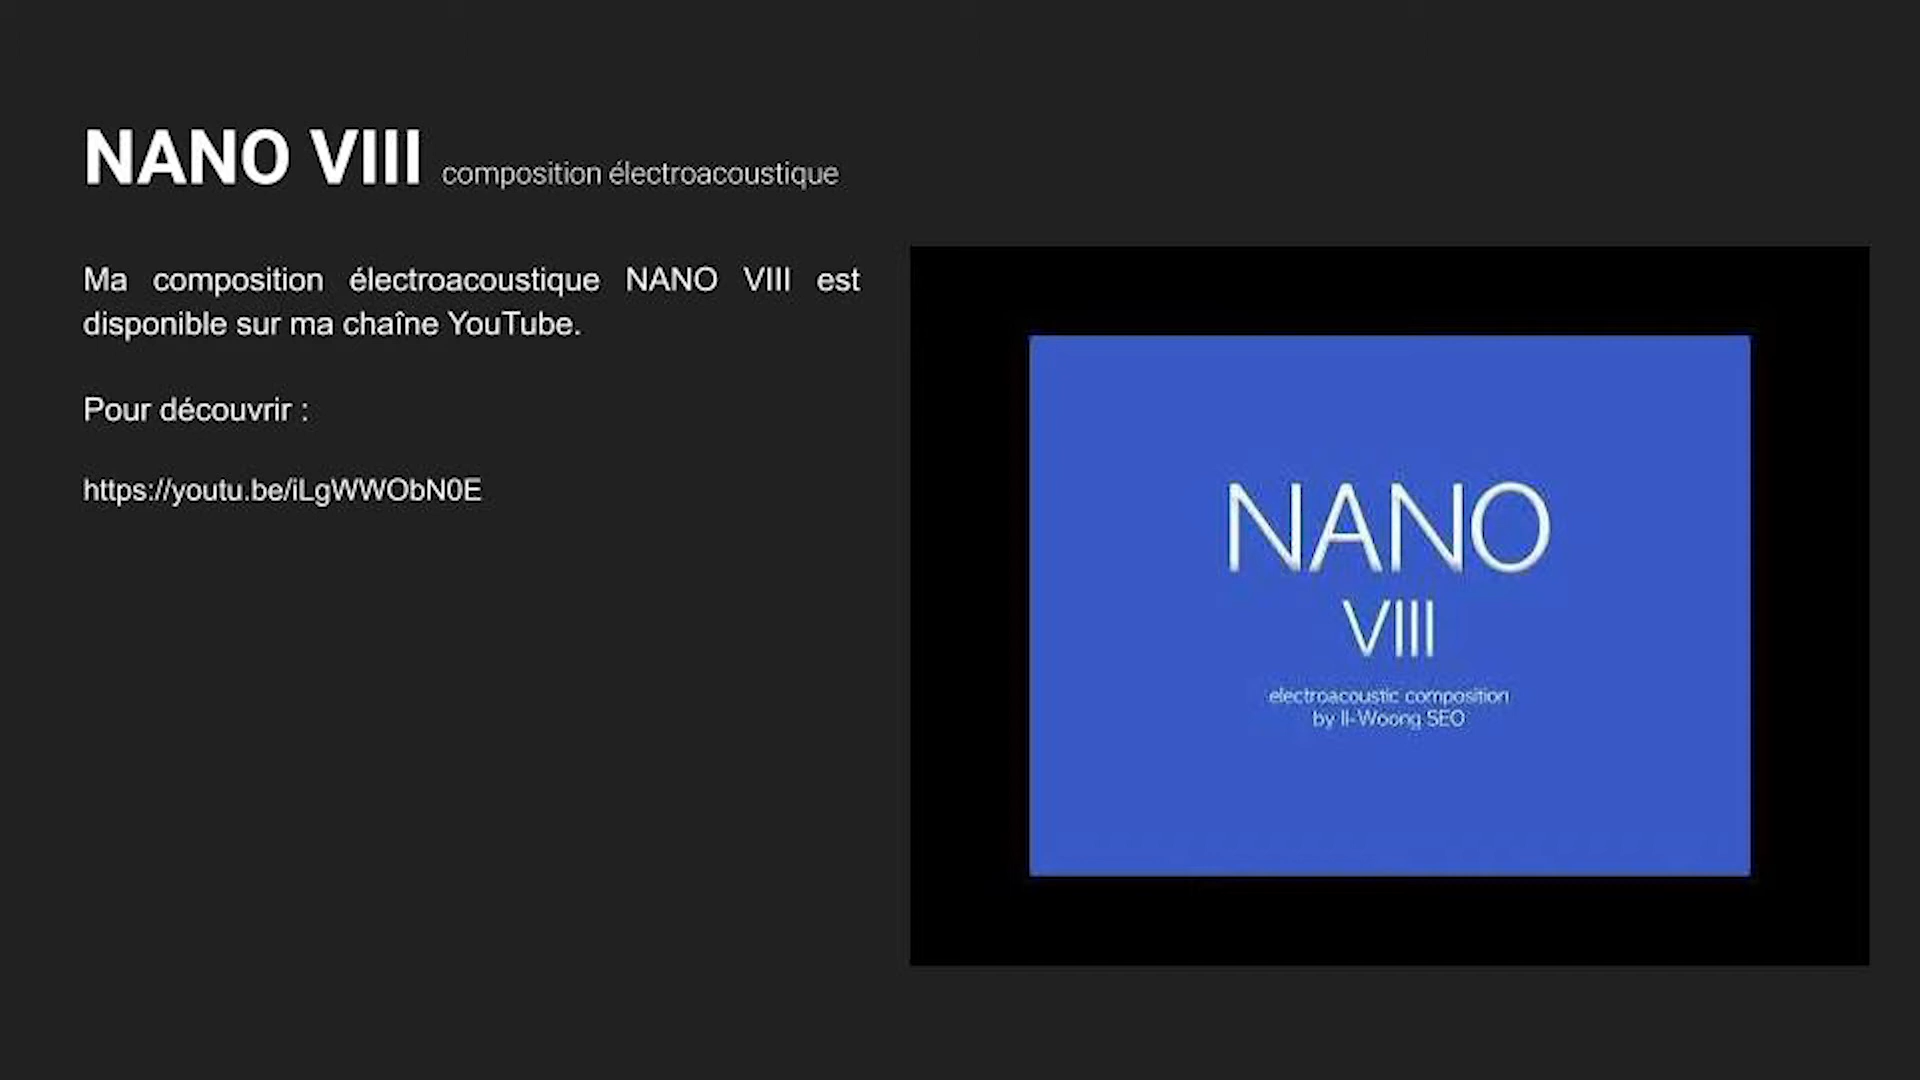 NANO VIII composition électroacoustique
Ma composition électroacoustique NANO VIII est
disponible sur ma chaîne YouTube.
Pour découvrir :
https://youtu.be/iLgWWObN0E
NANO
VIII
electroacoustic composition
by Il-Woong SEO